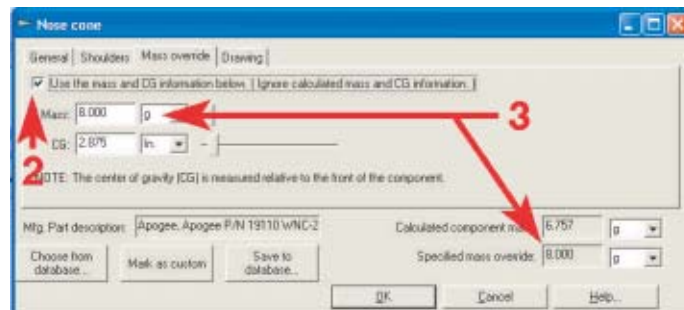 Nose cone
General Shoulders Mass override Drawing
Use the mass and CG information below. ( Ignore calculated mass and CG information. )
Mass: 8.000 g
3
CG: 2.875 In.
2
NOTE: The center of gravity (CG) is measured relative to the front of the component.
Mfg. Part description: Apogee, Apogee P/N 19110 WNC-2
Calculated component 6.757 g
Choose from database...
Mark as custom
Save to database...
Specified mass override: 8.000 g
OK Cancel Help...